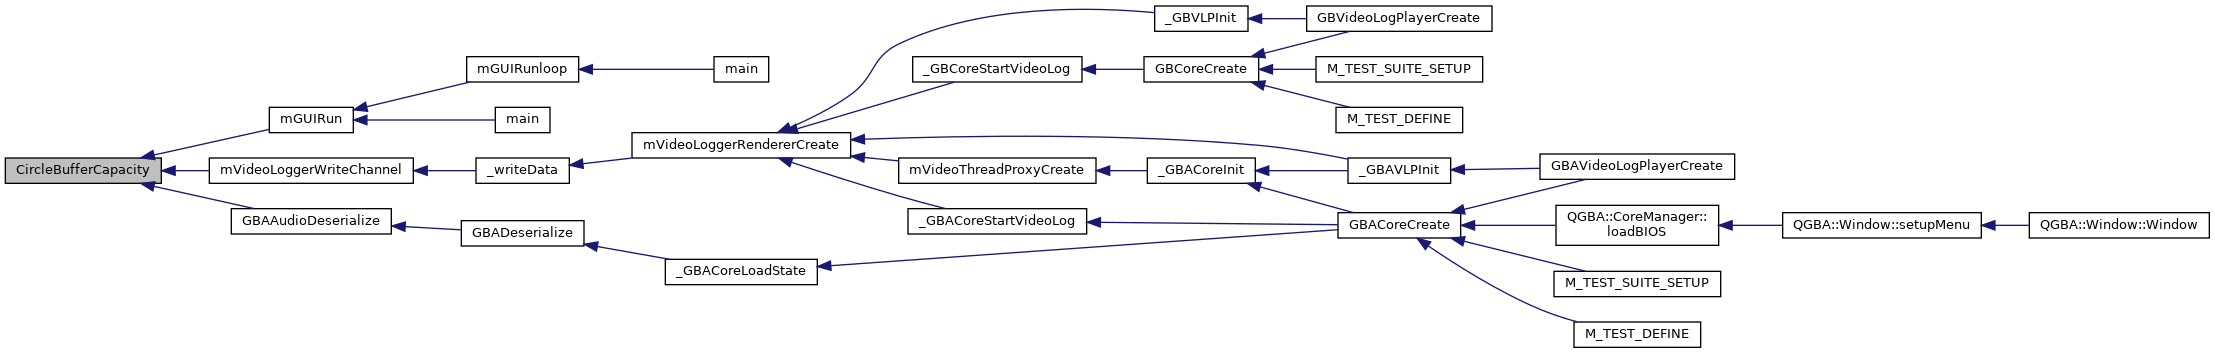 _GBVLPInit
GBVideoLogPlayerCreate
mGUIRunloop
main
_GBCoreStartVideoLog
GBCoreCreate
M_TEST_SUITE_SETUP
mGUIRun
main
M_TEST_DEFINE
mVideoLoggerRendererCreate
CircleBufferCapacity
mVideoLoggerWriteChannel
_writeData
mVideoThreadProxyCreate
_GBACoreInit
_GBAVLPInit
GBAVideoLogPlayerCreate
GBAAudioDeserialize
GBADeserialize
_GBACoreStartVideoLog
GBACoreCreate
QGBA::CoreManager::
loadBIOS
QGBA::Window::setupMenu
QGBA::Window::Window
_GBACoreLoadState
M_TEST_SUITE_SETUP
M_TEST_DEFINE